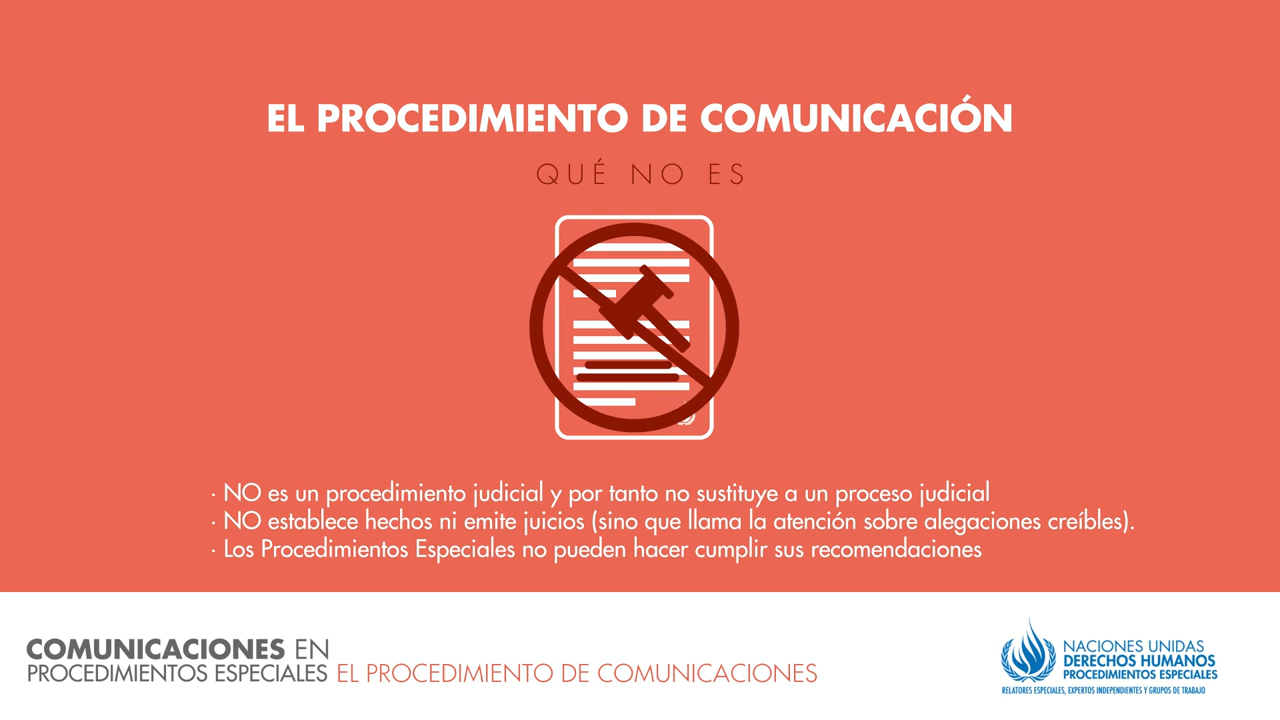 EL PROCEDIMIENTO DE COMUNICACIÓN
QUÉ NO ES
· NO es un procedimiento judicial y por tanto no sustituye a un proceso judicial
· NO establece hechos ni emite juicios (sino que llama la atención sobre alegaciones creíbles).
· Los Procedimientos Especiales no pueden hacer cumplir sus recomendaciones
COMUNICACIONES EN
PROCEDIMIENTOS ESPECIALES EL PROCEDIMIENTO DE COMUNICACIONES
NACIONES UNIDAS
DERECHOS HUMANOS
PROCEDIMIENTOS ESPECIALES
RELATORES ESPECIALES, EXPERTOS INDEPENDIENTES Y GRUPOS DE TRABAJO